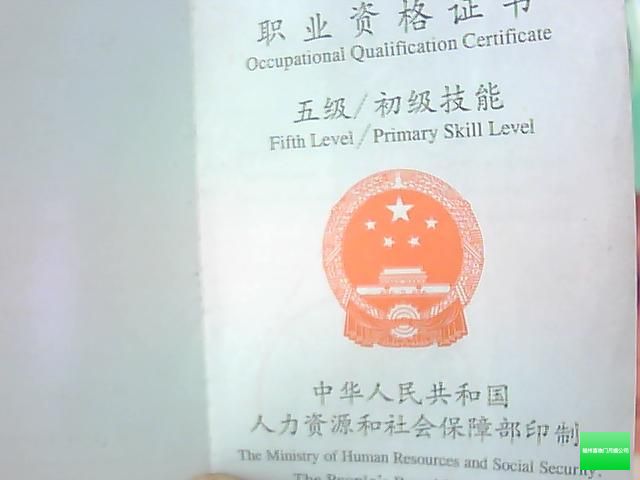 职业资格证书
Occupational Qualification Certificate
五级/初级技能
Fifth Level/Primary Skill Level
中华人民共和国
人力资源和社会保障部印制
The Ministry of Human Resources and Social Security.